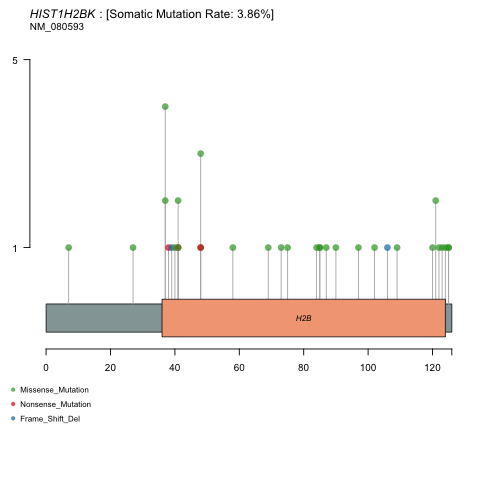 HIST1H2BK : [Somatic Mutation Rate: 3.86%]
NM_080593
5
1
H2B
0 20 40 60 80 100 120
Missense_Mutation
Nonsense_Mutation
Frame_Shift_Del